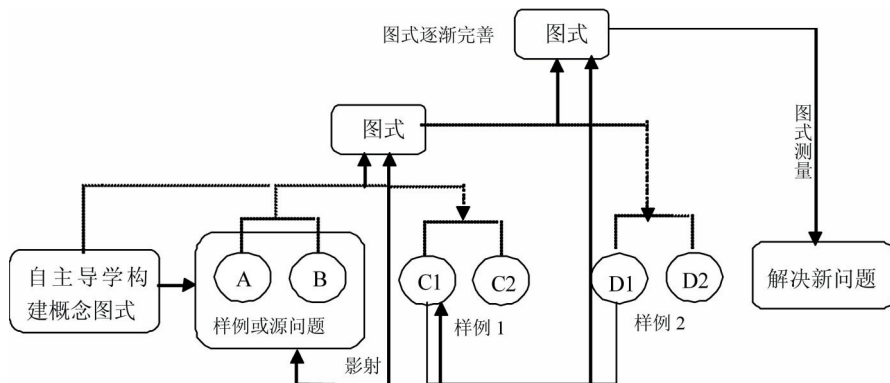 图式逐渐完善
图式
图式
图式测量
自主导学构
建概念图式
A
B
样例或源问题
C1
C2
样例 1
D1
D2
样例 2
解决新问题
影射